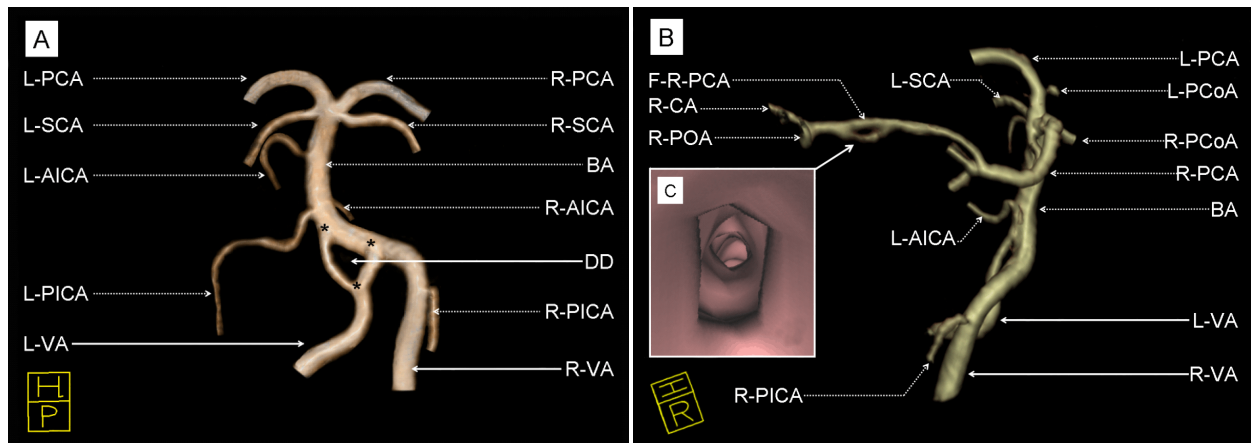 A
L-PCA
R-PCA
L-SCA
R-SCA
L-AICA
BA
R-AICA
*
*
DD
*
L-PICA
R-PICA
L-VA
R-VA
H
P
B
L-PCA
F-R-PCA
L-SCA
L-PCoA
R-CA
R-POA
R-PCoA
R-PCA
C
BA
L-AICA
L-VA
R-VA
R-PICA
H
R